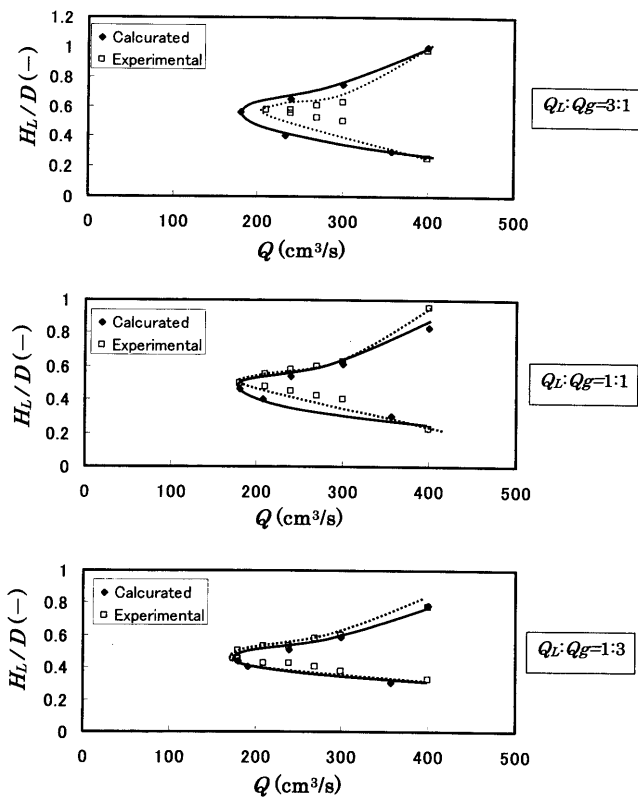 1.2
1
0.8
0.6
0.4
0.2
0
H_L/D (—)
Calcurated
Experimental
0 100 200 300 400 500
Q (cm³/s)
Q_L:Qg=3:1
1
0.8
0.6
0.4
0.2
0
H_L/D (—)
Calcurated
Experimental
0 100 200 300 400 500
Q (cm³/s)
Q_L:Qg=1:1
1
0.8
0.6
0.4
0.2
0
H_L/D (—)
Calcurated
Experimental
0 100 200 300 400 500
Q (cm³/s)
Q_L:Qg=1:3